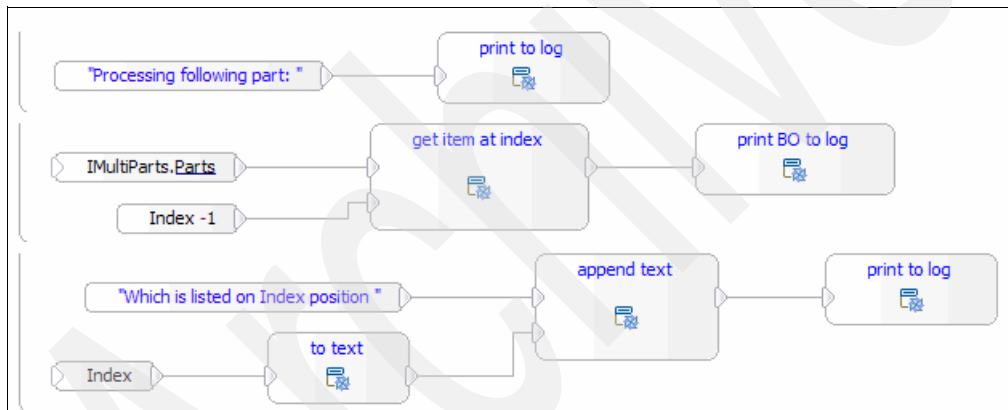 print to log
"Processing following part: "
get item at index
print BO to log
IMultiParts.Parts
Index -1
append text
print to log
"Which is listed on Index position "
to text
Index